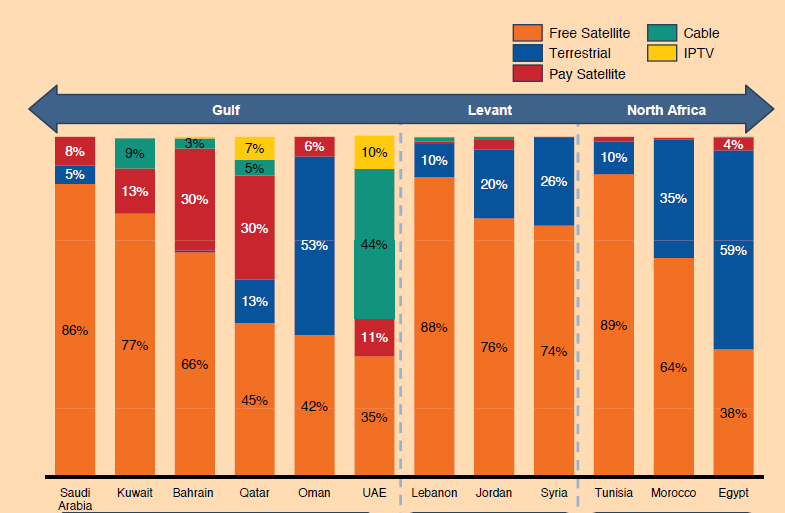 Free Satellite Cable
Terrestrial IPTV
Pay Satellite
Gulf Levant North Africa
8% 5% 86%
9% 13% 77%
3% 30% 66%
7% 5% 30% 13% 45%
6% 53% 42%
10% 44% 11% 35%
10% 88%
20% 76%
26% 74%
10% 89%
35% 64%
4% 59% 38%
Saudi Arabia Kuwait Bahrain Qatar Oman UAE Lebanon Jordan Syria Tunisia Morocco Egypt